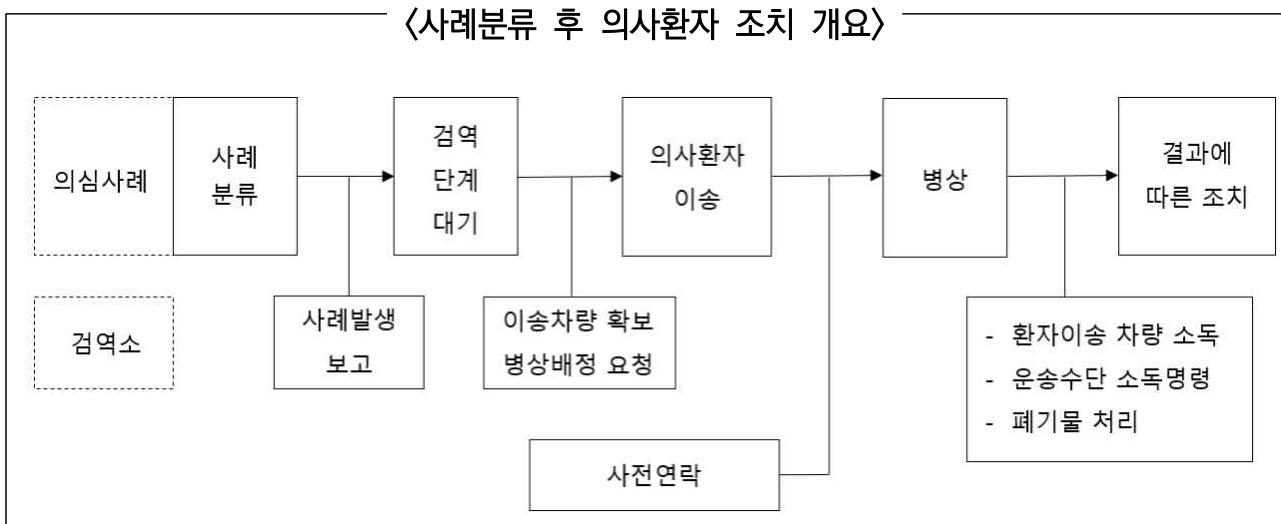 〈사례분류 후 의사환자 조치 개요〉
의심사례
사례
분류
검역
단계
대기
의사환자
이송
병상
결과에
따른 조치
검역소
사례발생
보고
이송차량 확보
병상배정 요청
- 환자이송 차량 소독
- 운송수단 소독명령
- 폐기물 처리
사전연락